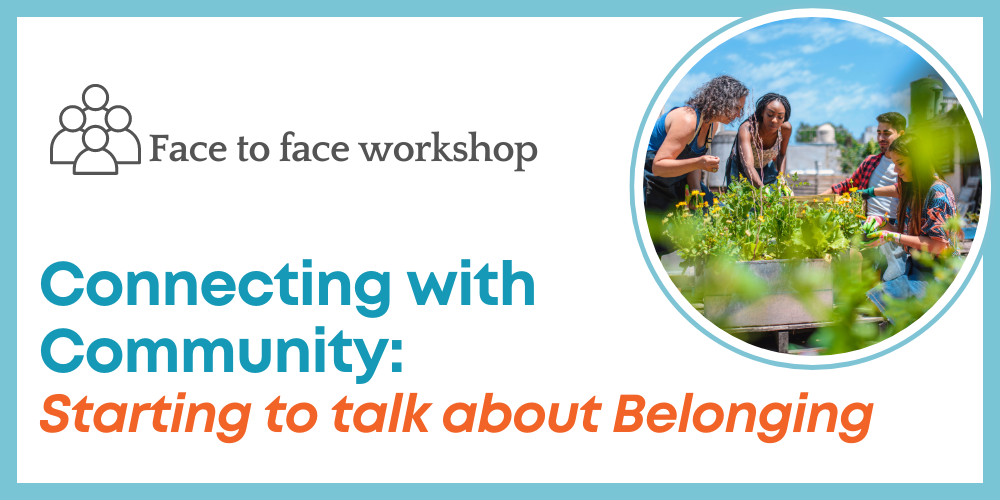 Face to face workshop
Connecting with
Community:
Starting to talk about Belonging